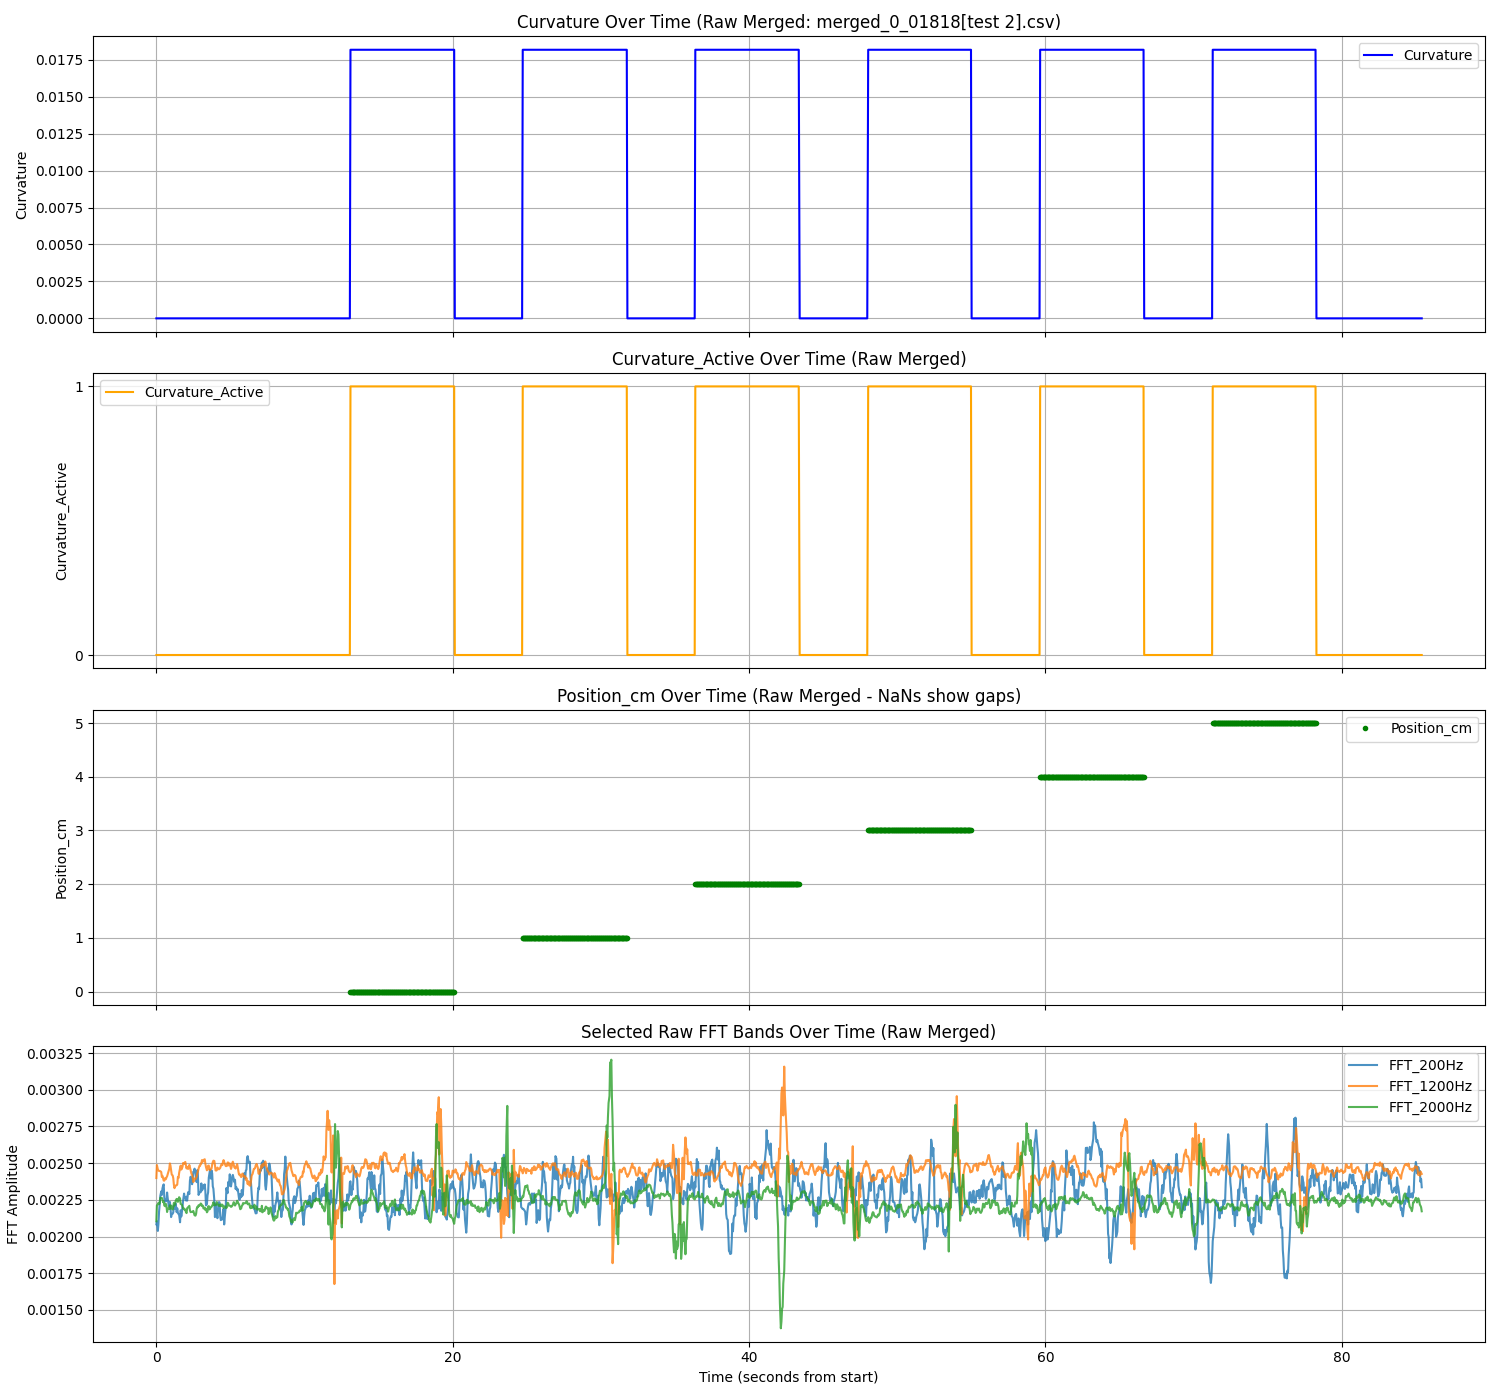 Curvature Over Time (Raw Merged: merged_0_01818[test 2].csv)
Curvature
0.0175
0.0150
0.0125
0.0100
0.0075
0.0050
0.0025
0.0000
Curvature
Curvature_Active Over Time (Raw Merged)
Curvature_Active
1
0
Curvature_Active
Position_cm Over Time (Raw Merged - NaNs show gaps)
Position_cm
5
4
3
2
1
0
Position_cm
Selected Raw FFT Bands Over Time (Raw Merged)
FFT_200Hz
FFT_1200Hz
FFT_2000Hz
0.00325
0.00300
0.00275
0.00250
0.00225
0.00200
0.00175
0.00150
FFT Amplitude
0 20 40 60 80
Time (seconds from start)